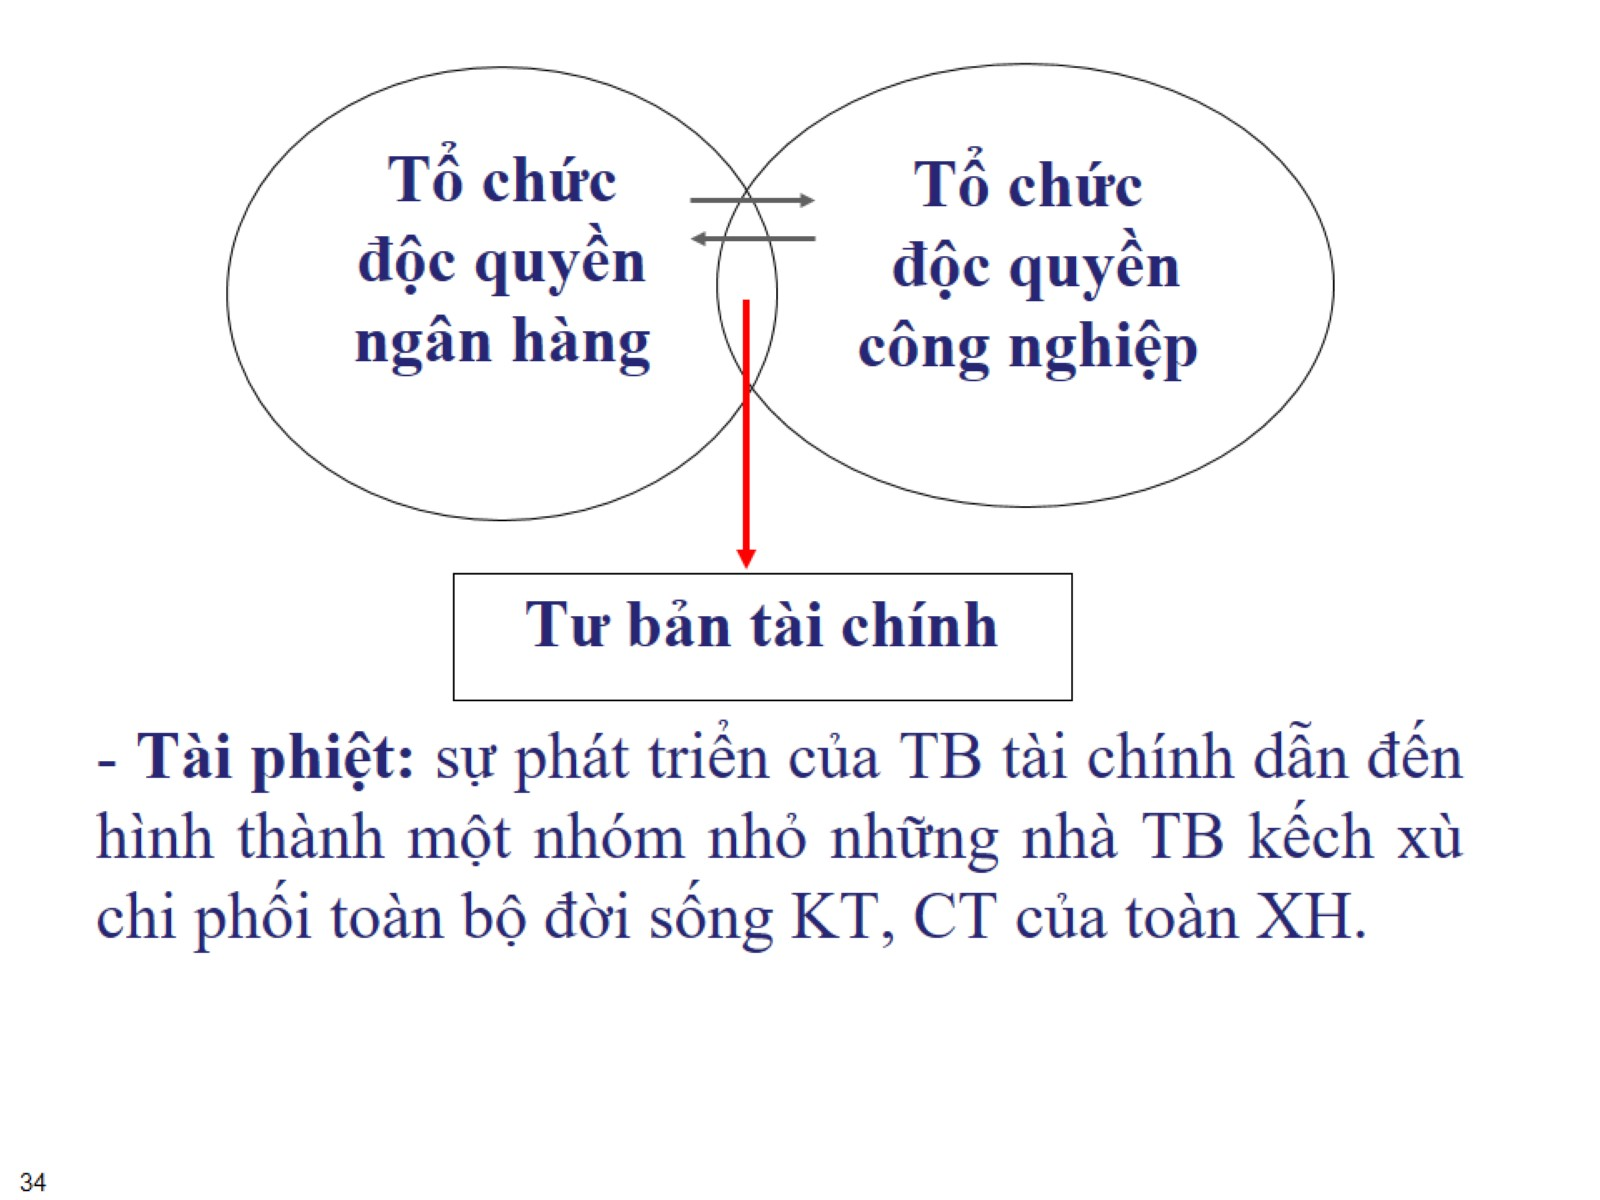 Tổ chức
độc quyền
ngân hàng
Tổ chức
độc quyền
công nghiệp
Tư bản tài chính
- Tài phiệt: sự phát triển của TB tài chính dẫn đến
hình thành một nhóm nhỏ những nhà TB kếch xù
chi phối toàn bộ đời sống KT, CT của toàn XH.
34